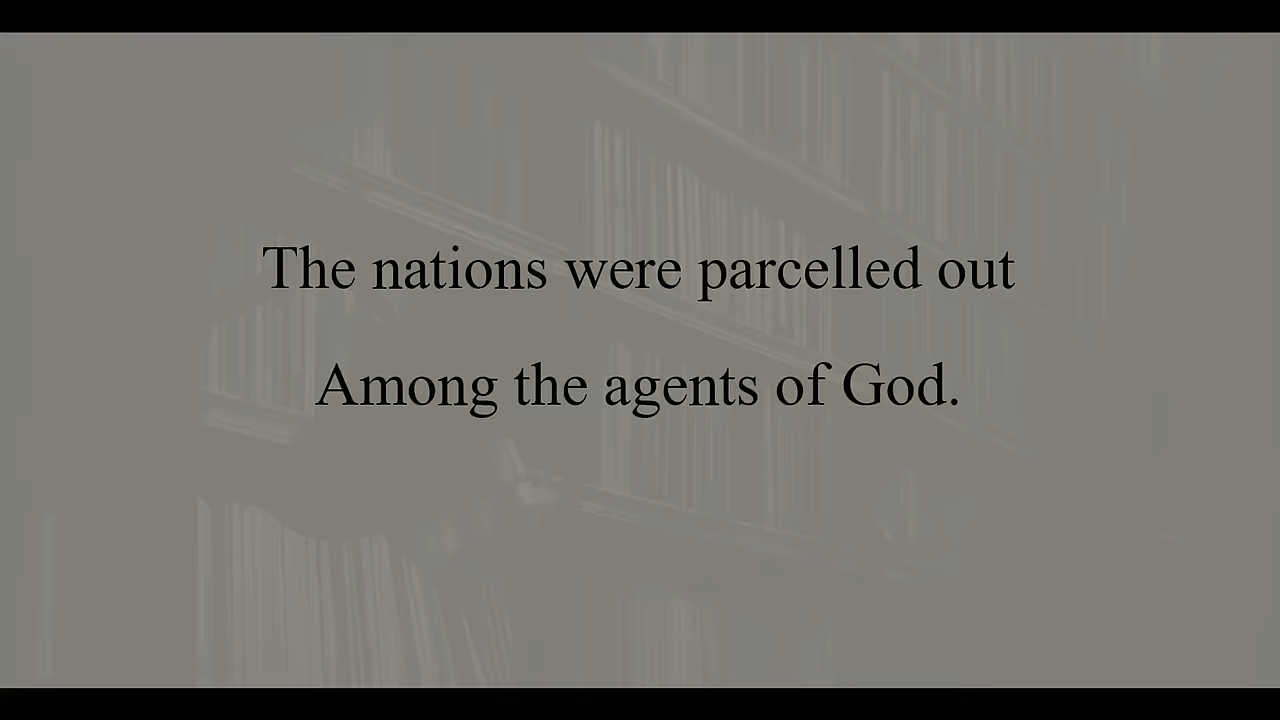 The nations were parcelled out
Among the agents of God.